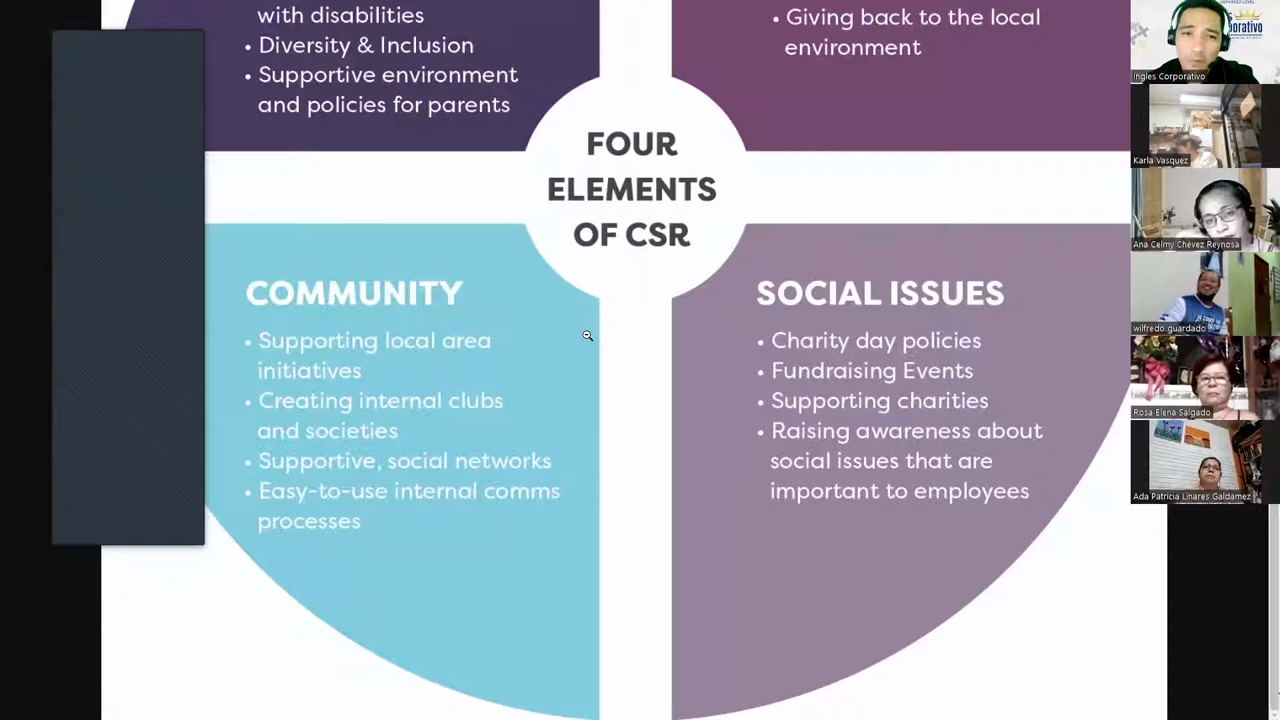 with disabilities
• Diversity & Inclusion
• Supportive environment
and policies for parents
• Giving back to the local
environment
FOUR
ELEMENTS
OF CSR
COMMUNITY
• Supporting local area
initiatives
• Creating internal clubs
and societies
• Supportive, social networks
• Easy-to-use internal comms
processes
SOCIAL ISSUES
• Charity day policies
• Fundraising Events
• Supporting charities
• Raising awareness about
social issues that are
important to employees
Ingles Corporativo
Karla Vasquez
Ana Celmy Chévez Reynosa
wilfredo guardado
Rosa Elena Salgado
Ada Patricia Linares Galdamez